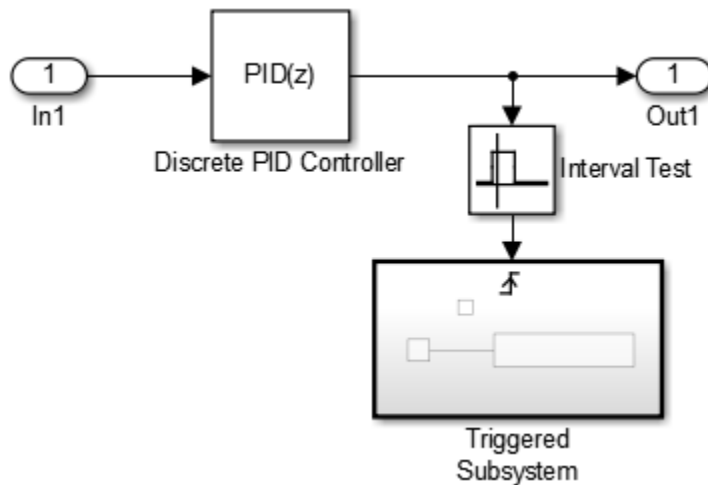 1
PID(z)
1
In1
Out1
Discrete PID Controller
Interval Test
Triggered
Subsystem